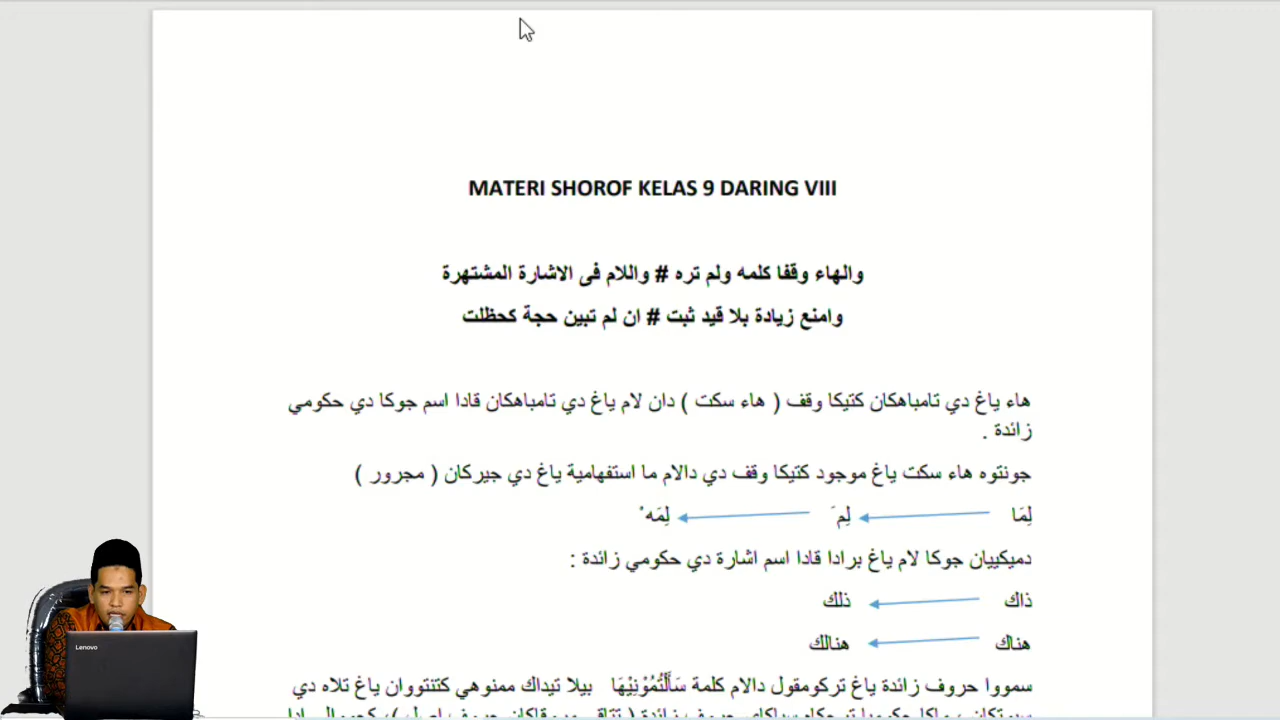 MATERI SHOROF KELAS 9 DARING VIII
والهاء وقفا كلمه ولم تره # واللام فى الاشارة المشتهرة
وامنع زيادة بلا قيد ثبت # ان لم تبين حجة كحظلت
هاء ياغ دي تامباهكان كتيكا وقف ( هاء سكت ) دان لام ياغ دي تامباهكان قادا اسم جوكا دي حكومي
زائدة .
جونتوه هاء سكت ياغ موجود كتيكا وقف دي دالام ما استفهامية ياغ دي جيركان ( مجرور )
لِمَا لِمَ لِمَهْ
دميكييان جوكا لام ياغ برادا قادا اسم اشارة دي حكومي زائدة :
ذاك ذلك
هناك هنالك
سمووا حروف زائدة ياغ تركومقول دالام كلمة سَأَلْتُمُوْنِيْهَا بيلا تيداك ممنوهي كتنتووان ياغ تلاه دي
Lenovo